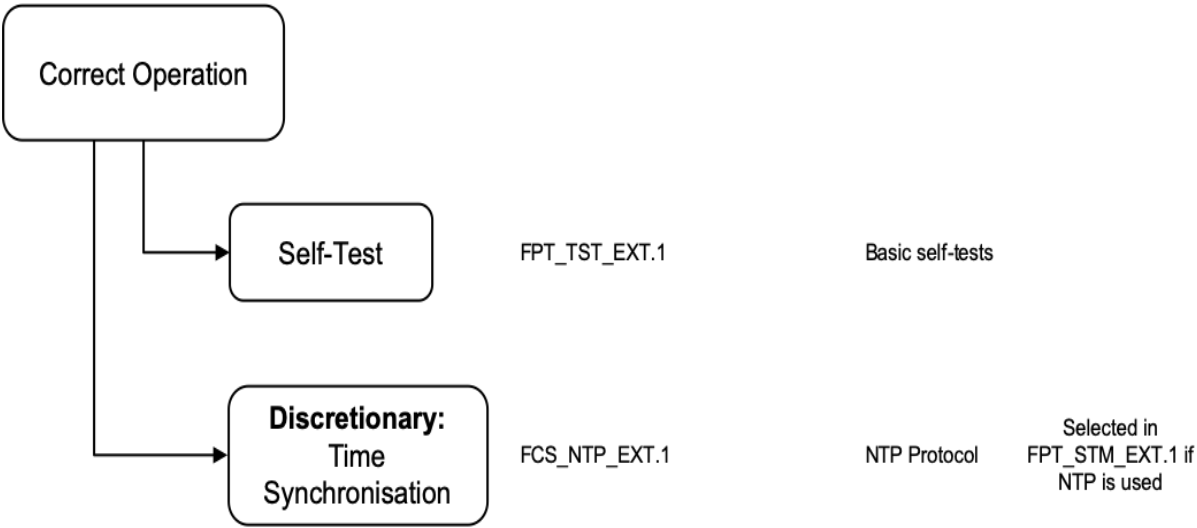 Correct Operation
Self-Test
FPT_TST_EXT.1
Basic self-tests
Discretionary:
Time
Synchronisation
FCS_NTP_EXT.1
NTP Protocol
Selected in
FPT_STM_EXT.1 if
NTP is used